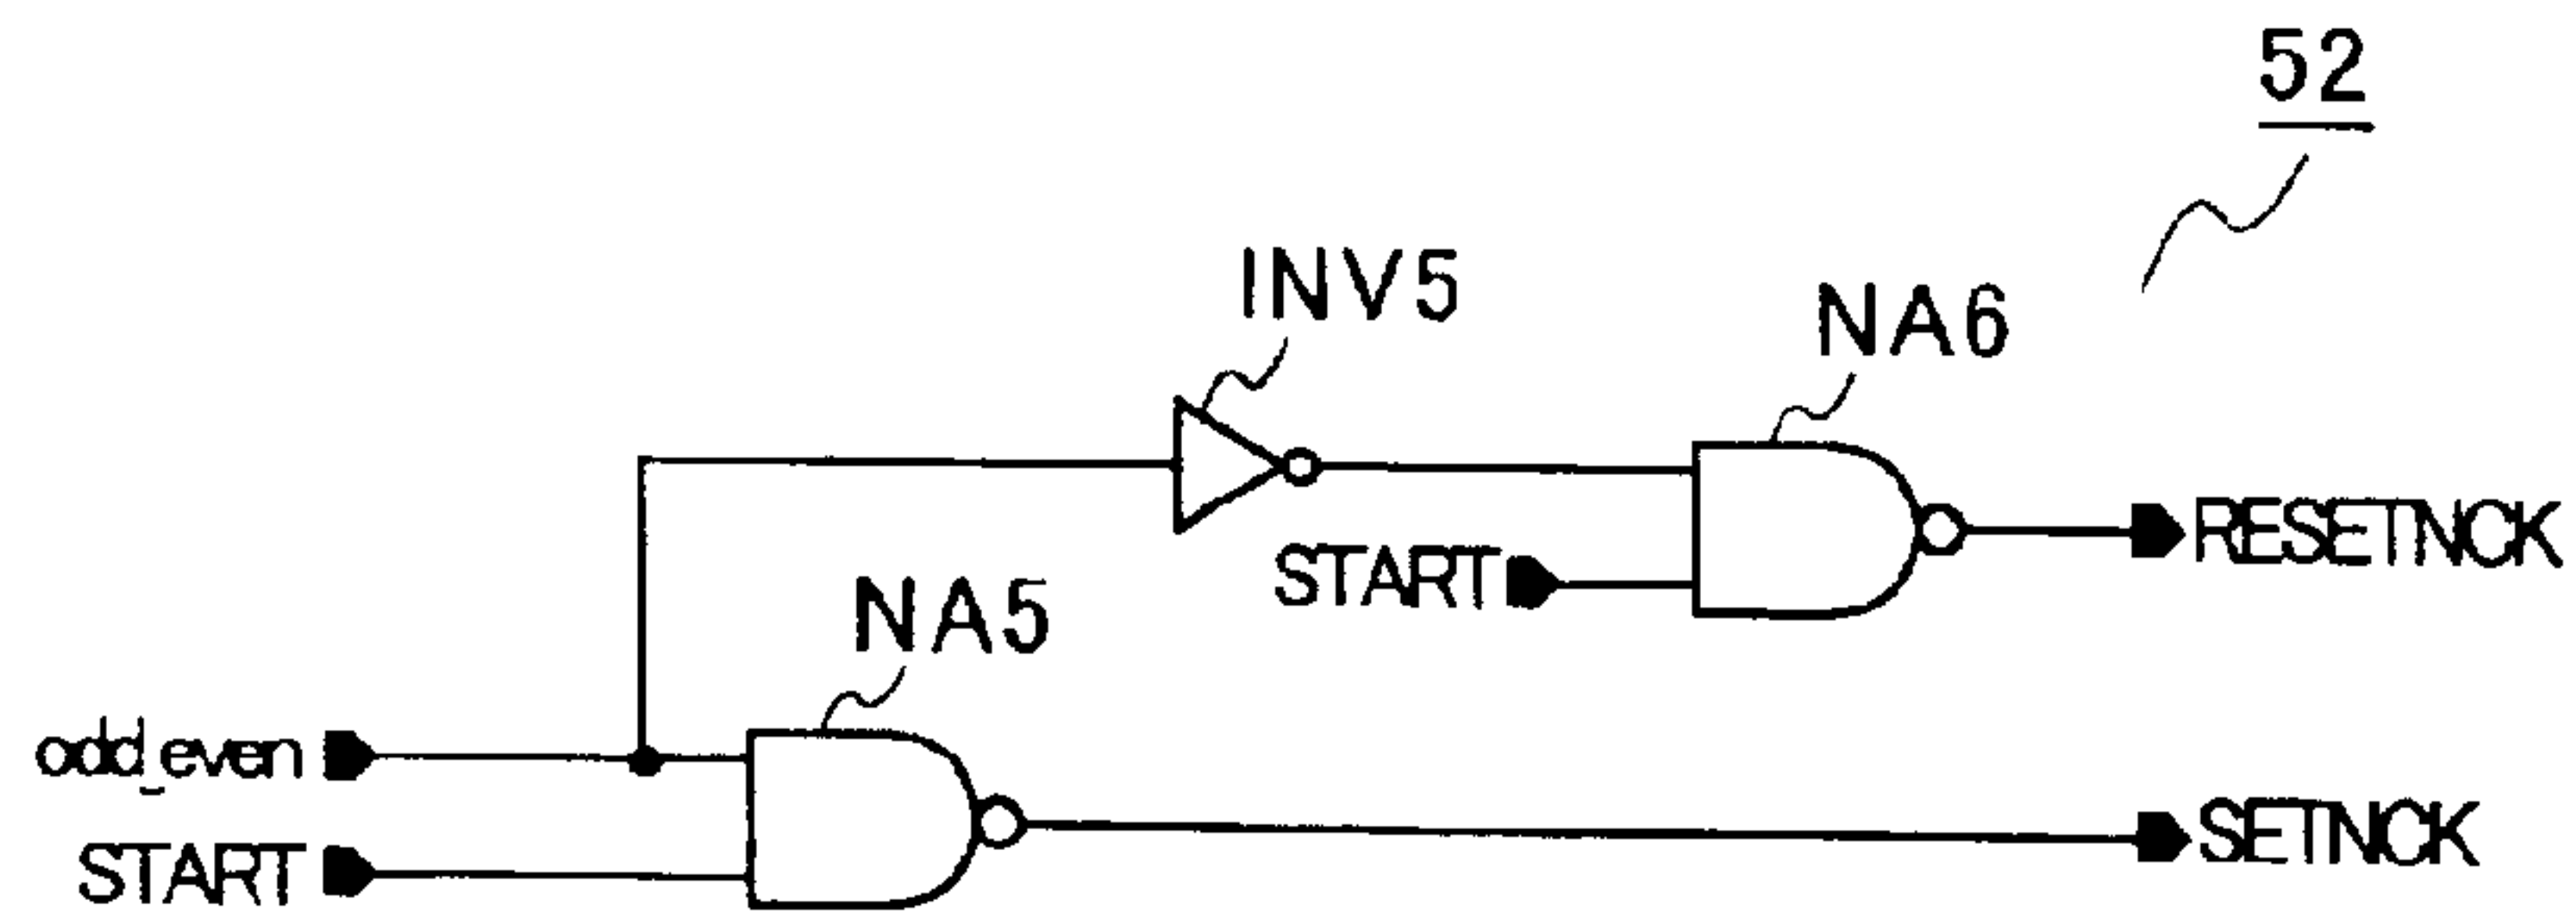 52
INV5
NA6
RESETNCK
START
NA5
odd_even
SETNCK
START